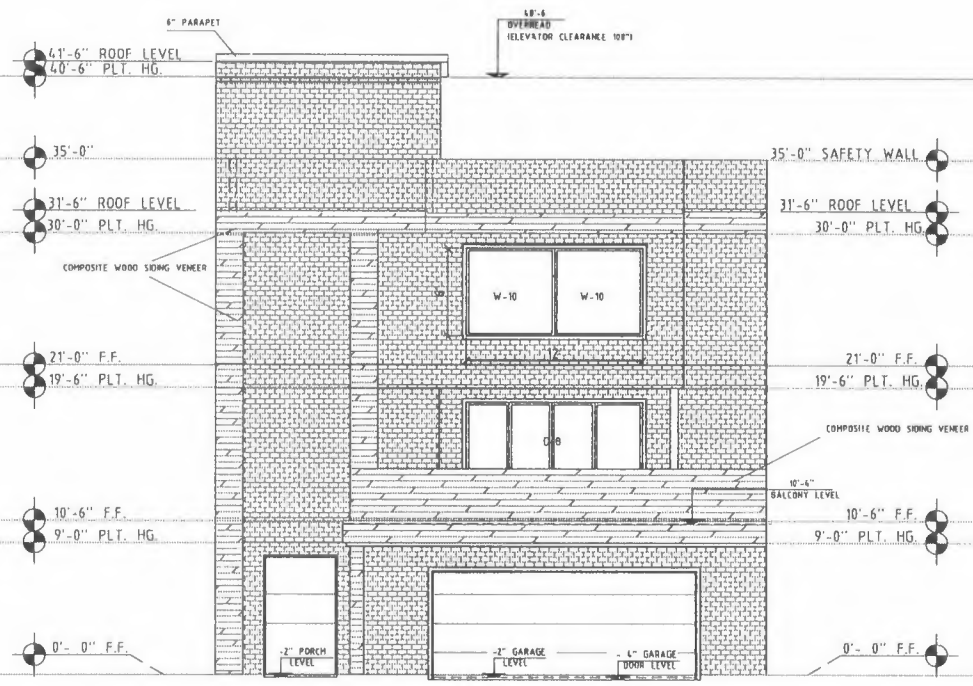 6" PARAPET
OVERHEAD
(ELEVATOR CLEARANCE 108")
41'-6" ROOF LEVEL
40'-6" PLT. HG.
35'-0"
35'-0" SAFETY WALL
31'-6" ROOF LEVEL
31'-6" ROOF LEVEL
30'-0" PLT. HG.
30'-0" PLT. HG.
COMPOSITE WOOD SIDING VENEER
W-10 W-10
12'
21'-0" F.F.
21'-0" F.F.
19'-6" PLT. HG.
19'-6" PLT. HG.
COMPOSITE WOOD SIDING VENEER
10'-6"
BALCONY LEVEL
10'-6" F.F.
10'-6" F.F.
9'-0" PLT. HG.
9'-0" PLT. HG.
0'- 0" F.F.
-2" PORCH
LEVEL
-2" GARAGE
LEVEL
- 4" GARAGE
DOOR LEVEL
0'- 0" F.F.